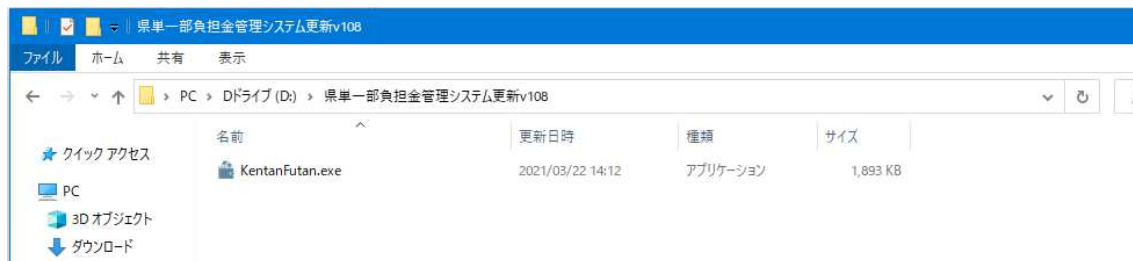 県単一部負担金管理システム更新v108
ファイル ホーム 共有 表示
PC › Dドライブ (D:) › 県単一部負担金管理システム更新v108
名前 更新日時 種類 サイズ
クイック アクセス
KentanFutan.exe 2021/03/22 14:12 アプリケーション 1,893 KB
PC
3D オブジェクト
ダウンロード